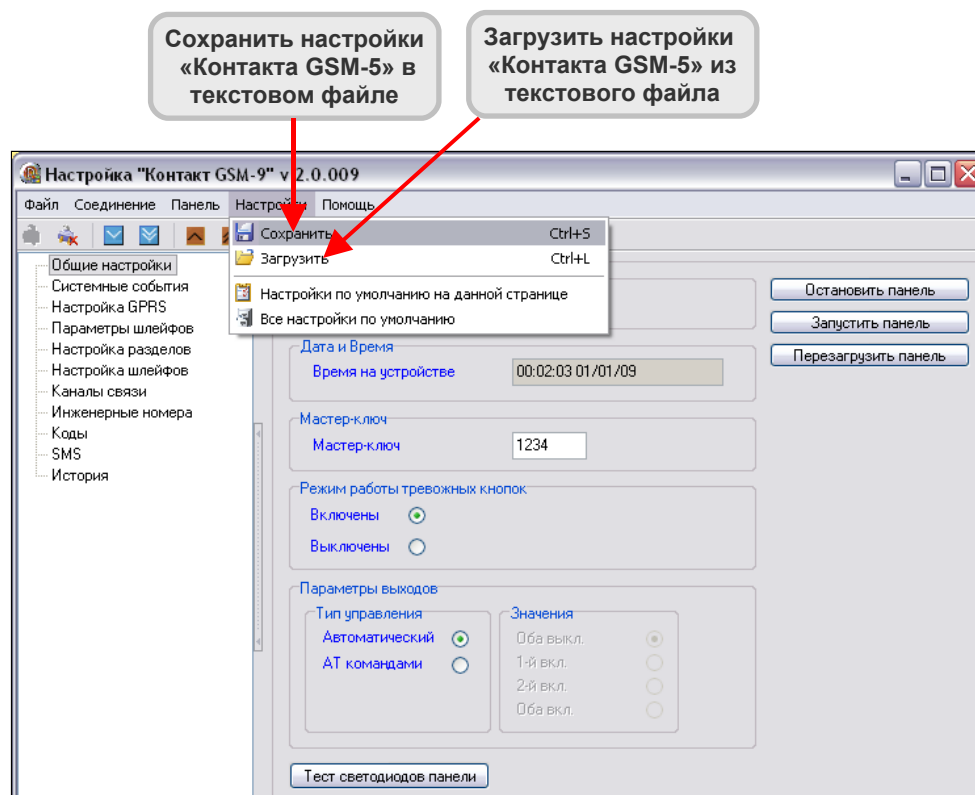 Сохранить настройки
«Контакта GSM-5» в
текстовом файле
Загрузить настройки
«Контакта GSM-5» из
текстового файла
Настройка "Контакт GSM-9" v 2.0.009
Файл Соединение Панель Настройки Помощь
Сохранить Ctrl+S
Загрузить Ctrl+L
Настройки по умолчанию на данной странице
Все настройки по умолчанию
Общие настройки
Системные события
Настройка GPRS
Параметры шлейфов
Настройка разделов
Настройка шлейфов
Каналы связи
Инженерные номера
Коды
SMS
История
Дата и Время
Время на устройстве 00:02:03 01/01/09
Мастер-ключ
Мастер-ключ 1234
Режим работы тревожных кнопок
Включены
Выключены
Параметры выходов
Тип управления
Автоматический
АТ командами
Значения
Оба выкл.
1-й вкл.
2-й вкл.
Оба вкл.
Тест светодиодов панели
Остановить панель
Запустить панель
Перезагрузить панель